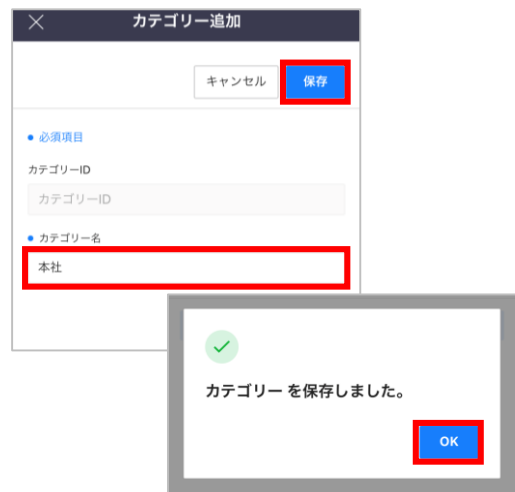 カテゴリー追加
キャンセル 保存
必須項目
カテゴリーID
カテゴリーID
カテゴリー名
本社
カテゴリー を保存しました。
OK